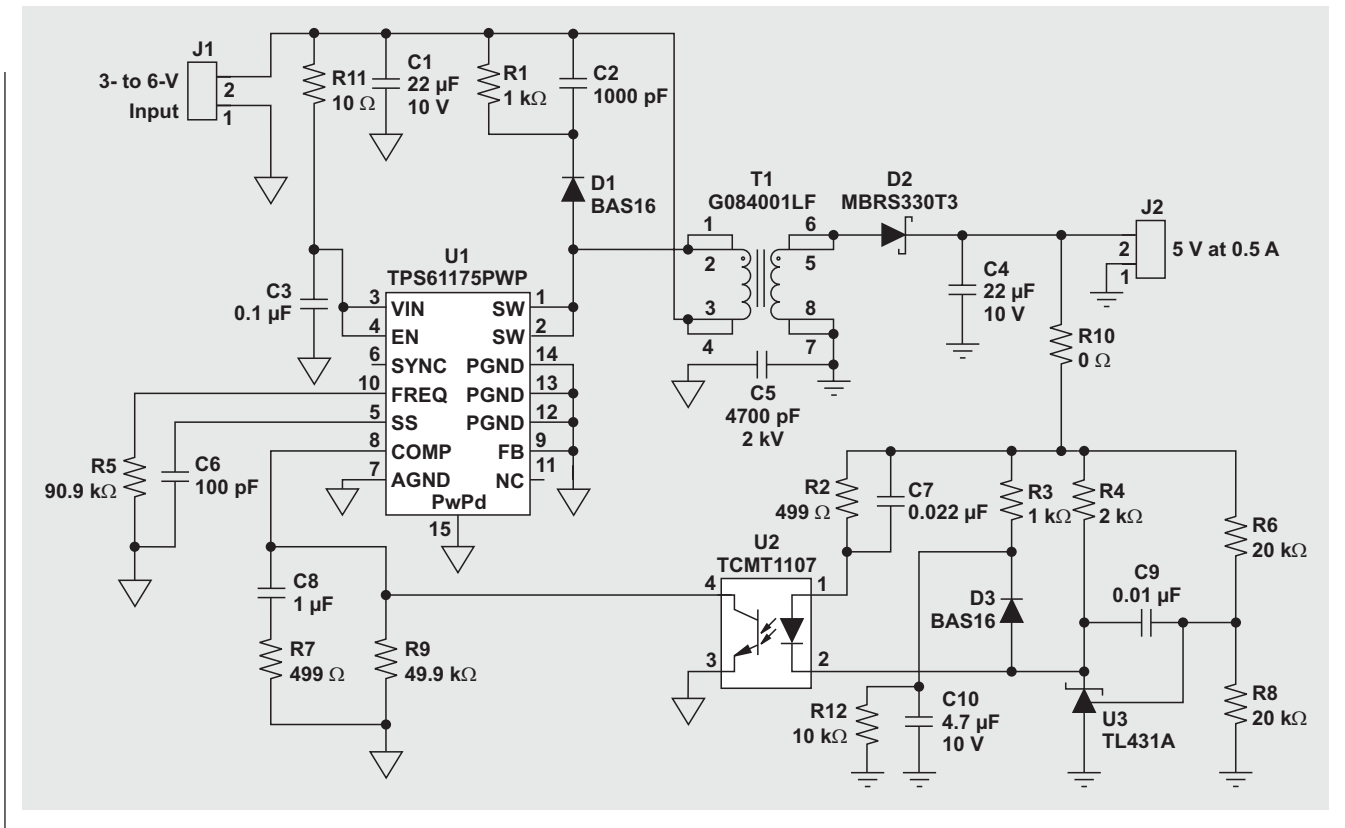 J1
3- to 6-V
Input
2
1
R11
10 Ω
C1
22 µF
10 V
R1
1 kΩ
C2
1000 pF
D1
BAS16
T1
G084001LF
D2
MBRS330T3
J2
2
1
5 V at 0.5 A
1
2
3
4
6
5
8
7
C4
22 µF
10 V
C5
4700 pF
2 kV
R10
0 Ω
C3
0.1 µF
U1
TPS61175PWP
3 VIN
4 EN
6 SYNC
10 FREQ
5 SS
8 COMP
7 AGND
SW 1
SW 2
PGND 14
PGND 13
PGND 12
FB 9
NC 11
PwPd
15
R5
90.9 kΩ
C6
100 pF
C8
1 µF
R7
499 Ω
R9
49.9 kΩ
U2
TCMT1107
4
3
1
2
R2
499 Ω
C7
0.022 µF
R3
1 kΩ
R4
2 kΩ
R6
20 kΩ
C9
0.01 µF
D3
BAS16
R12
10 kΩ
C10
4.7 µF
10 V
U3
TL431A
R8
20 kΩ